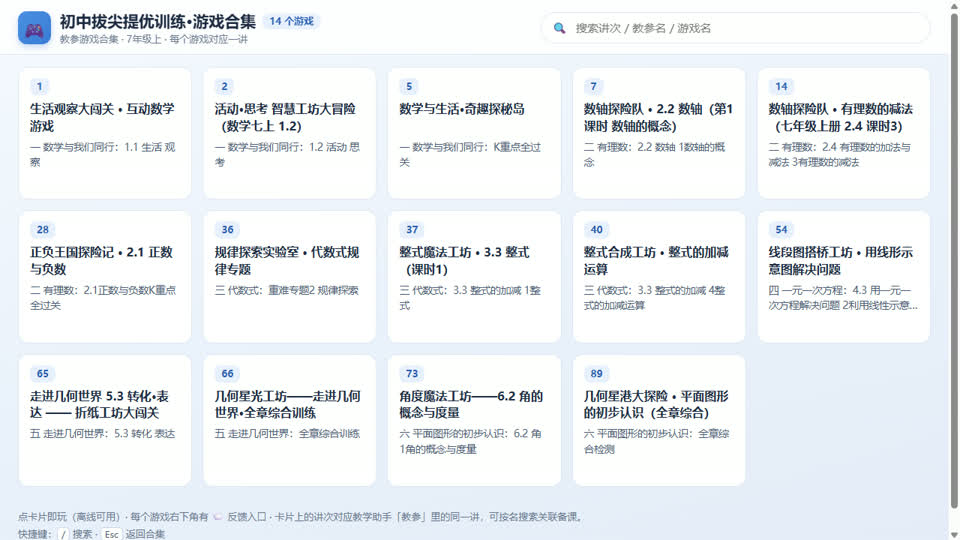 初中拔尖提优训练·游戏合集 14 个游戏
教参游戏合集 · 7年级上 · 每个游戏对应一讲
搜索讲次 / 教参名 / 游戏名
1
生活观察大闯关 · 互动数学
游戏
一 数学与我们同行：1.1 生活 观
察
2
活动·思考 智慧工坊大冒险
（数学七上 1.2）
一 数学与我们同行：1.2 活动 思
考
5
数学与生活·奇趣探秘岛
一 数学与我们同行：K重点全过
关
7
数轴探险队 · 2.2 数轴（第1
课时 数轴的概念）
二 有理数：2.2 数轴 1数轴的概
念
14
数轴探险队 · 有理数的减法
（七年级上册 2.4 课时3）
二 有理数：2.4 有理数的加法与
减法 3有理数的减法
28
正负王国探险记 · 2.1 正数
与负数
二 有理数：2.1正数与负数K重点
全过关
36
规律探索实验室 · 代数式规
律专题
三 代数式：重难专题2 规律探索
37
整式魔法工坊 · 3.3 整式
（课时1）
三 代数式：3.3 整式的加减 1整
式
40
整式合成工坊 · 整式的加减
运算
三 代数式：3.3 整式的加减 4整
式的加减运算
54
线段图搭桥工坊 · 用线形示
意图解决问题
四 一元一次方程：4.3 用一元一
次方程解决问题 2利用线性示意...
65
走进几何世界 5.3 转化·表
达 —— 折纸工坊大闯关
五 走进几何世界：5.3 转化 表达
66
几何星光工坊——走进几何
世界·全章综合训练
五 走进几何世界：全章综合训练
73
角度魔法工坊——6.2 角的
概念与度量
六 平面图形的初步认识：6.2 角
1角的概念与度量
89
几何星港大探险 · 平面图形
的初步认识（全章综合）
六 平面图形的初步认识：全章综
合检测
点卡片即玩（离线可用）· 每个游戏右下角有 反馈入口 · 卡片上的讲次对应教学助手「教参」里的同一讲，可按名搜索关联备课。
快捷键： / 搜索 · Esc 返回合集